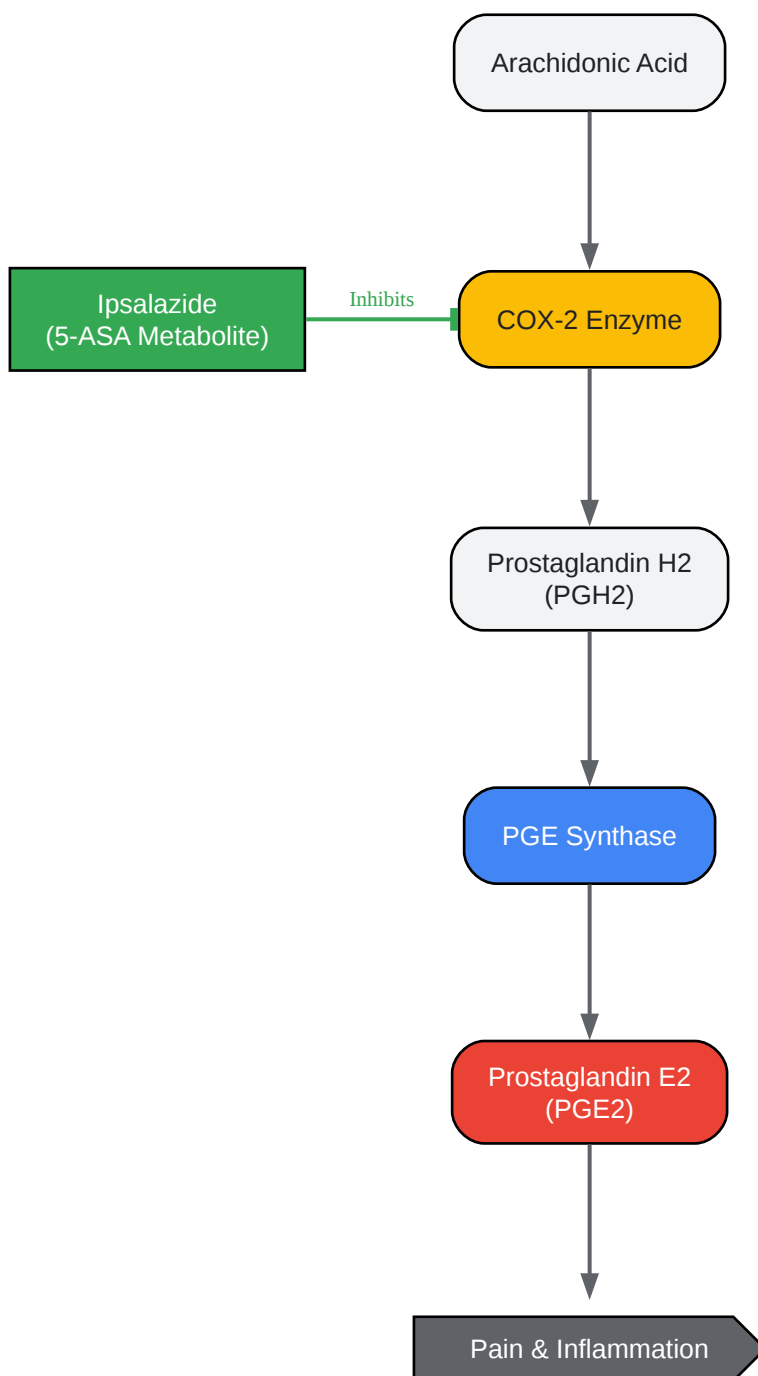 Arachidonic Acid
Ipsalazide
(5-ASA Metabolite)
Inhibits
COX-2 Enzyme
Prostaglandin H2
(PGH2)
PGE Synthase
Prostaglandin E2
(PGE2)
Pain & Inflammation